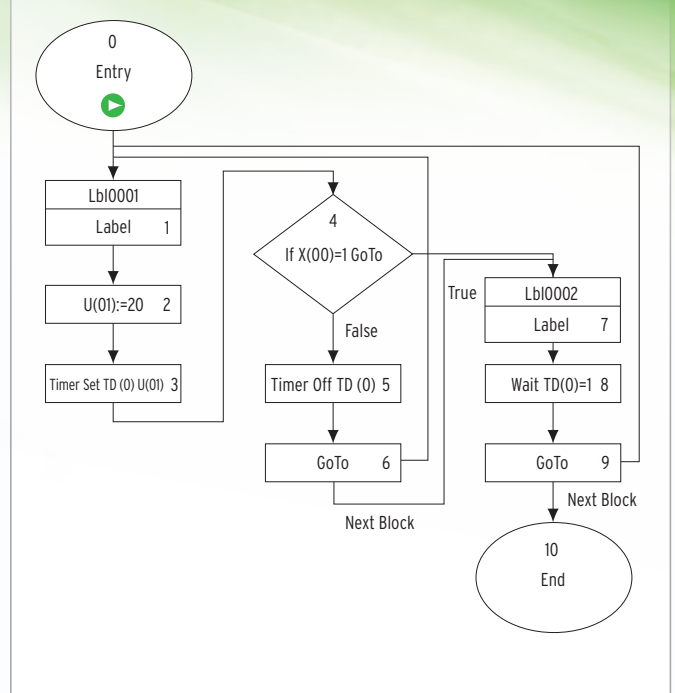 0
Entry
Lbl0001
Label 1
U(01):=20 2
Timer Set TD (0) U(01) 3
4
If X(00)=1 GoTo
True
False
Timer Off TD (0) 5
GoTo 6
Next Block
Lbl0002
Label 7
Wait TD(0)=1 8
GoTo 9
Next Block
10
End